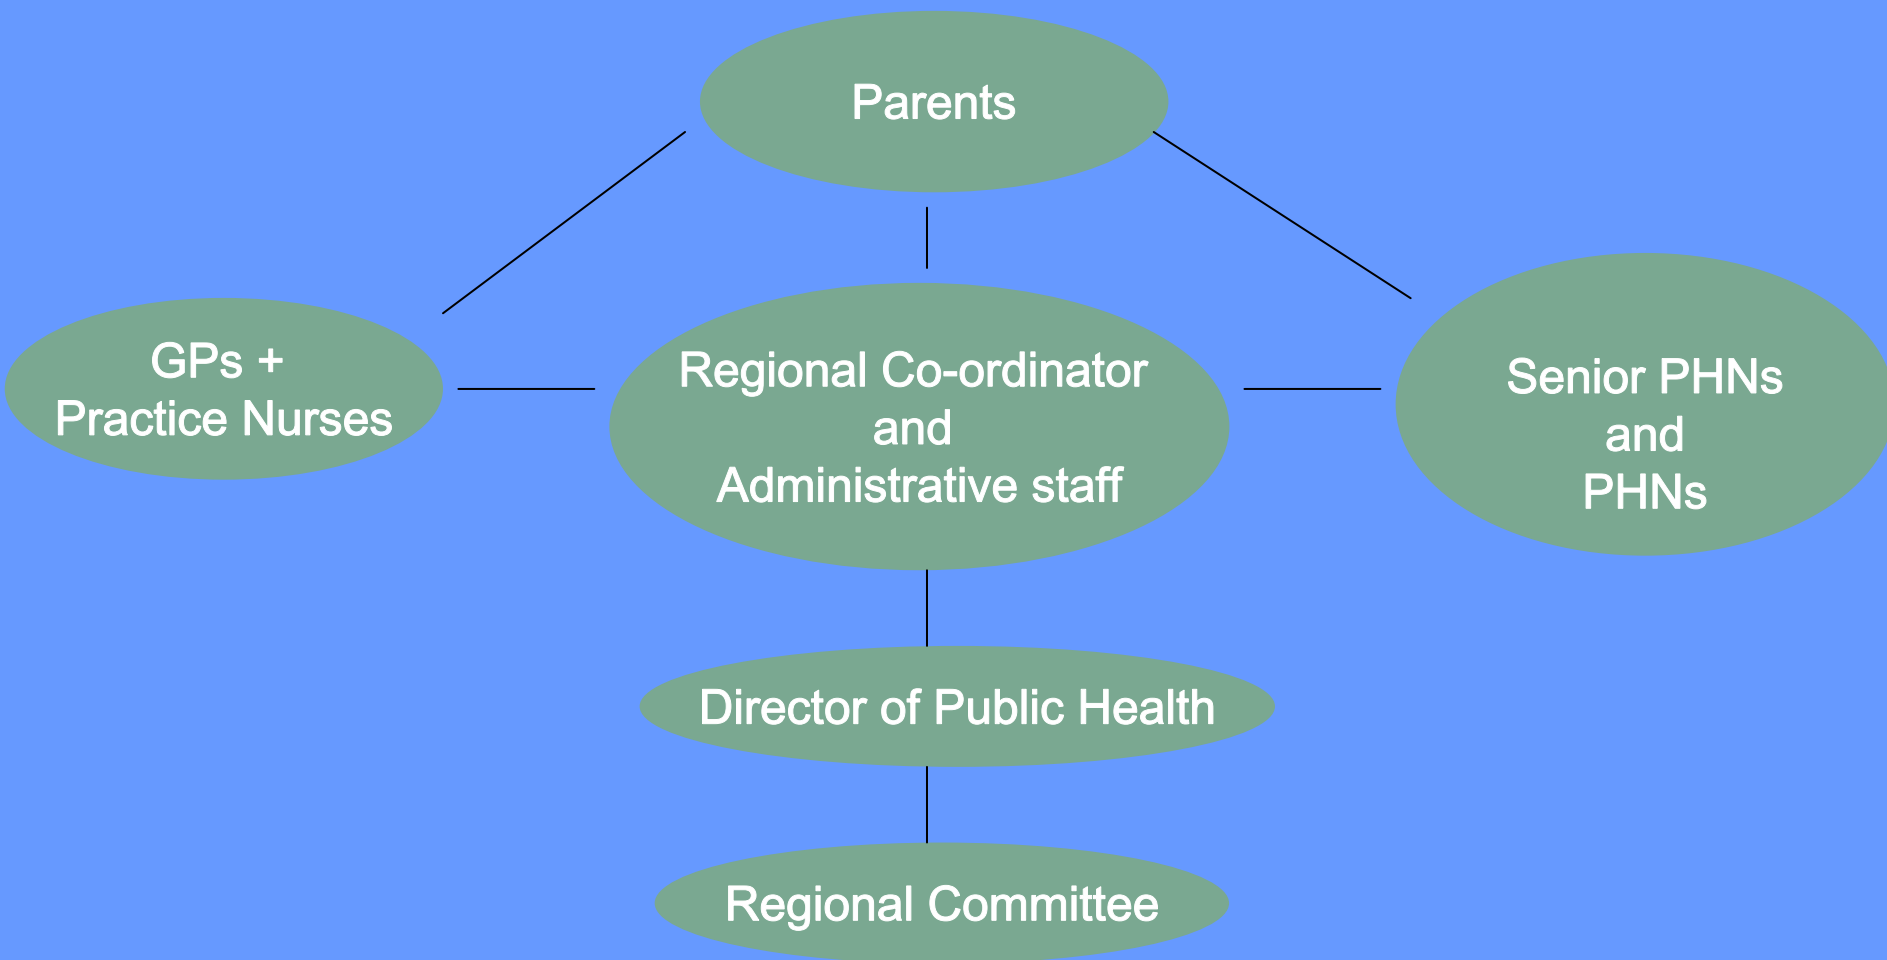 Parents
GPs +
Practice Nurses
Regional Co-ordinator
and
Administrative staff
Senior PHNs
and
PHNs
Director of Public Health
Regional Committee